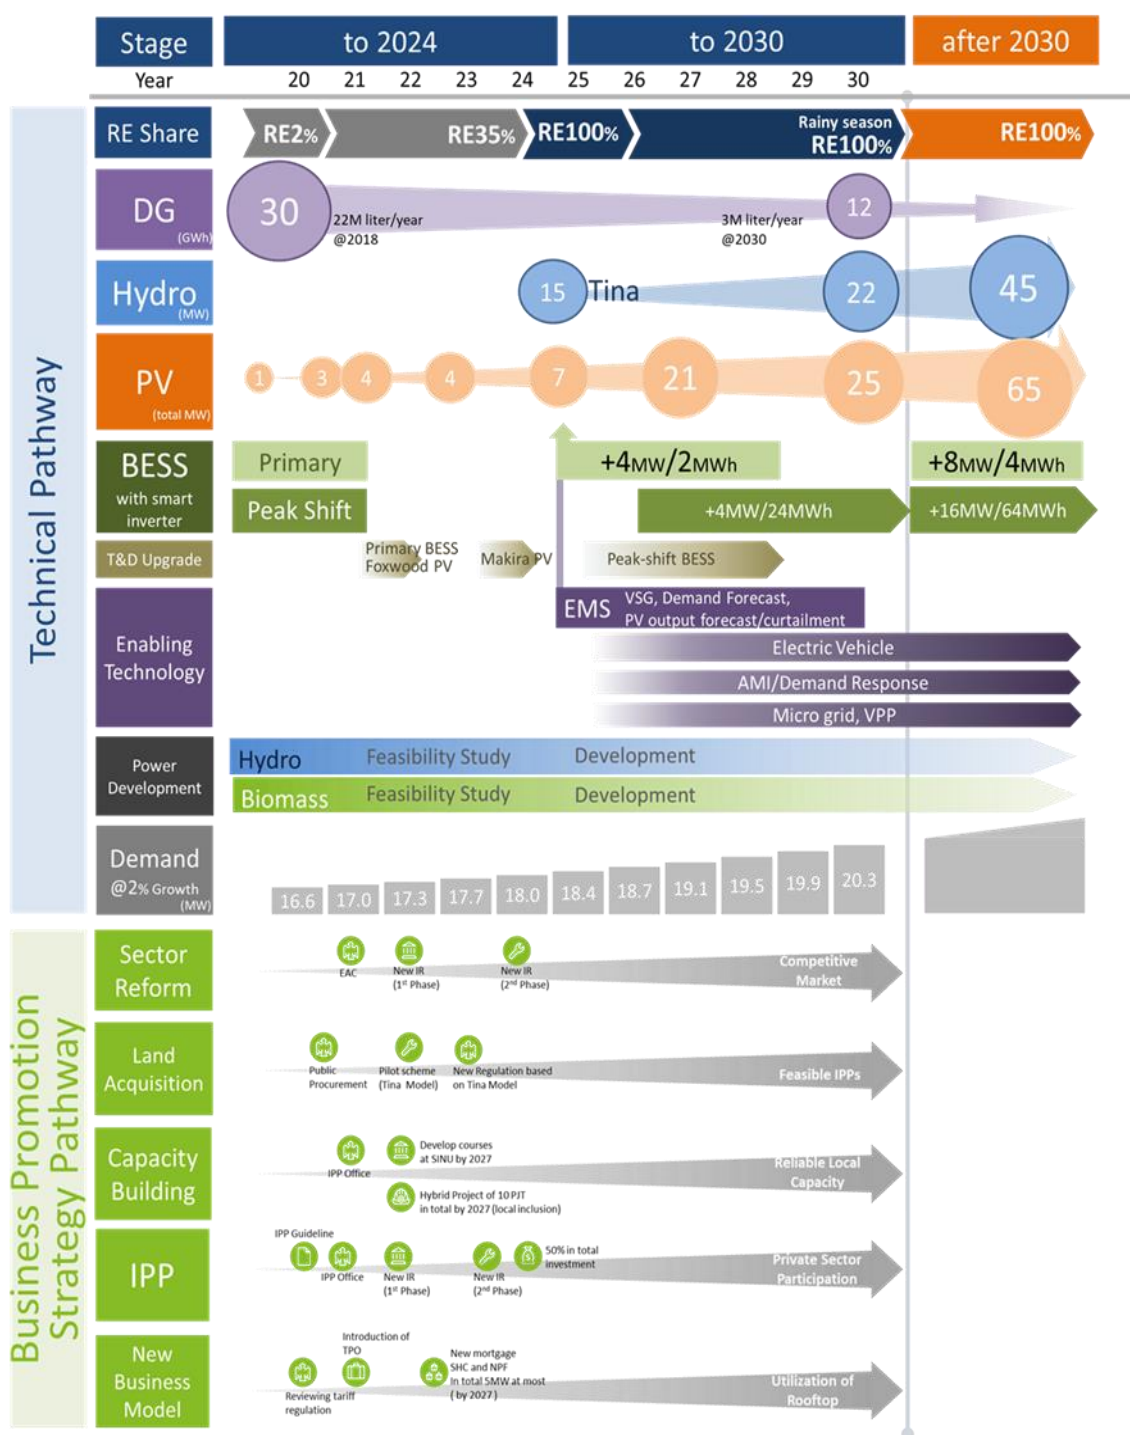 Stage
to 2024
to 2030
after 2030
Year
20
21
22
23
24
25
26
27
28
29
30
Technical Pathway
RE Share
RE2%
RE35%
RE100%
Rainy season
RE100%
RE100%
DG
(GWh)
30
22M liter/year
@2018
3M liter/year
@2030
12
Hydro
(MW)
15
Tina
22
45
PV
(total MW)
1
3
4
4
7
21
25
65
BESS
with smart
inverter
Primary
+4MW/2MWh
+8MW/4MWh
Peak Shift
+4MW/24MWh
+16MW/64MWh
T&D Upgrade
Primary BESS
Foxwood PV
Makira PV
Peak-shift BESS
Enabling
Technology
EMS
VSG, Demand Forecast,
PV output forecast/curtailment
Electric Vehicle
AMI/Demand Response
Micro grid, VPP
Power
Development
Hydro
Feasibility Study
Development
Biomass
Feasibility Study
Development
Demand
@2% Growth
(MW)
16.6
17.0
17.3
17.7
18.0
18.4
18.7
19.1
19.5
19.9
20.3
Business Promotion
Strategy Pathway
Sector
Reform
EAC
New IR
(1st Phase)
New IR
(2nd Phase)
Competitive
Market
Land
Acquisition
Public
Procurement
Pilot scheme
(Tina Model)
New Regulation based
on Tina Model
Feasible IPPs
Capacity
Building
IPP Office
Develop courses
at SINU by 2027
Hybrid Project of 10 PJT
in total by 2027 (local inclusion)
Reliable Local
Capacity
IPP
IPP Guideline
IPP Office
New IR
(1st Phase)
New IR
(2nd Phase)
50% in total
investment
Private Sector
Participation
New
Business
Model
Reviewing tariff
regulation
Introduction of
TPO
New mortgage
SHC and NPF
In total 5MW at most
( by 2027 )
Utilization of
Rooftop